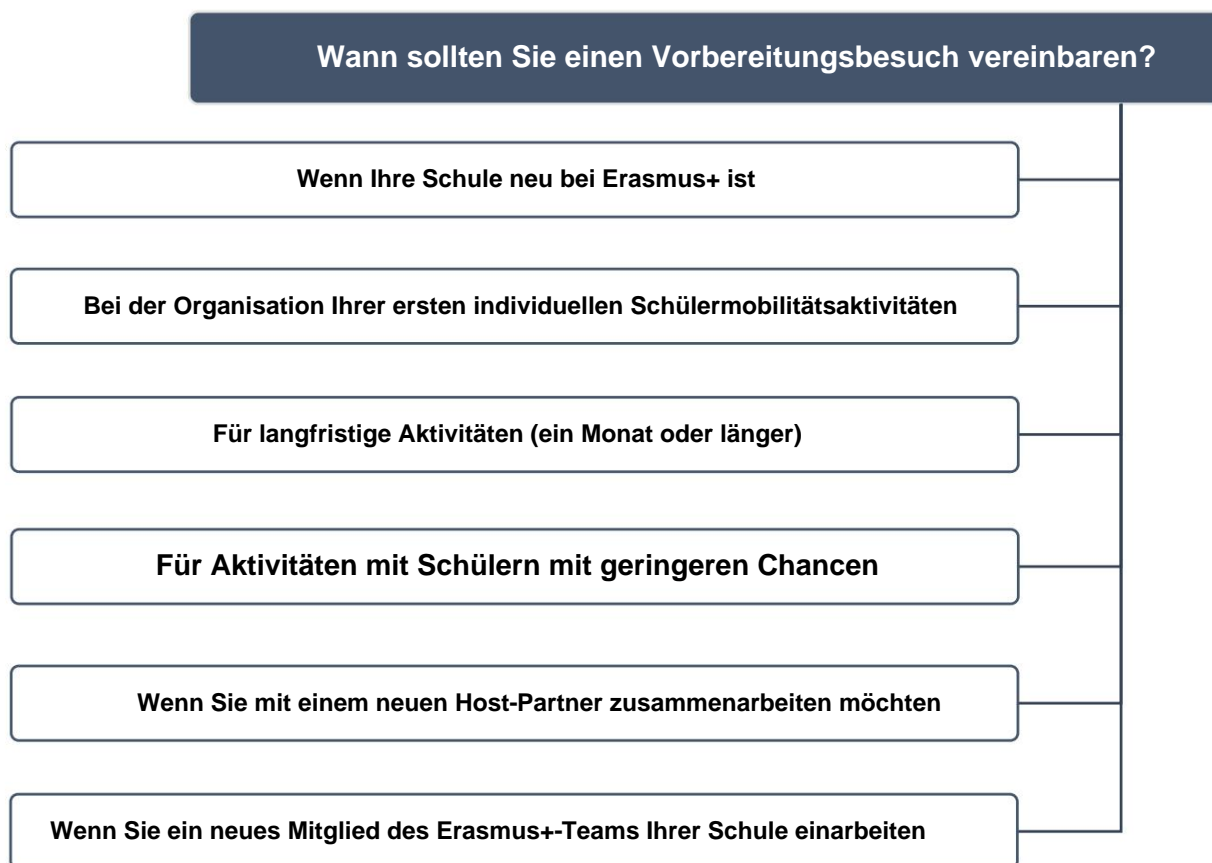 Wann sollten Sie einen Vorbereitungsbesuch vereinbaren?
Wenn Ihre Schule neu bei Erasmus+ ist
Bei der Organisation Ihrer ersten individuellen Schülermobilitätsaktivitäten
Für langfristige Aktivitäten (ein Monat oder länger)
Für Aktivitäten mit Schülern mit geringeren Chancen
Wenn Sie mit einem neuen Host-Partner zusammenarbeiten möchten
Wenn Sie ein neues Mitglied des Erasmus+-Teams Ihrer Schule einarbeiten